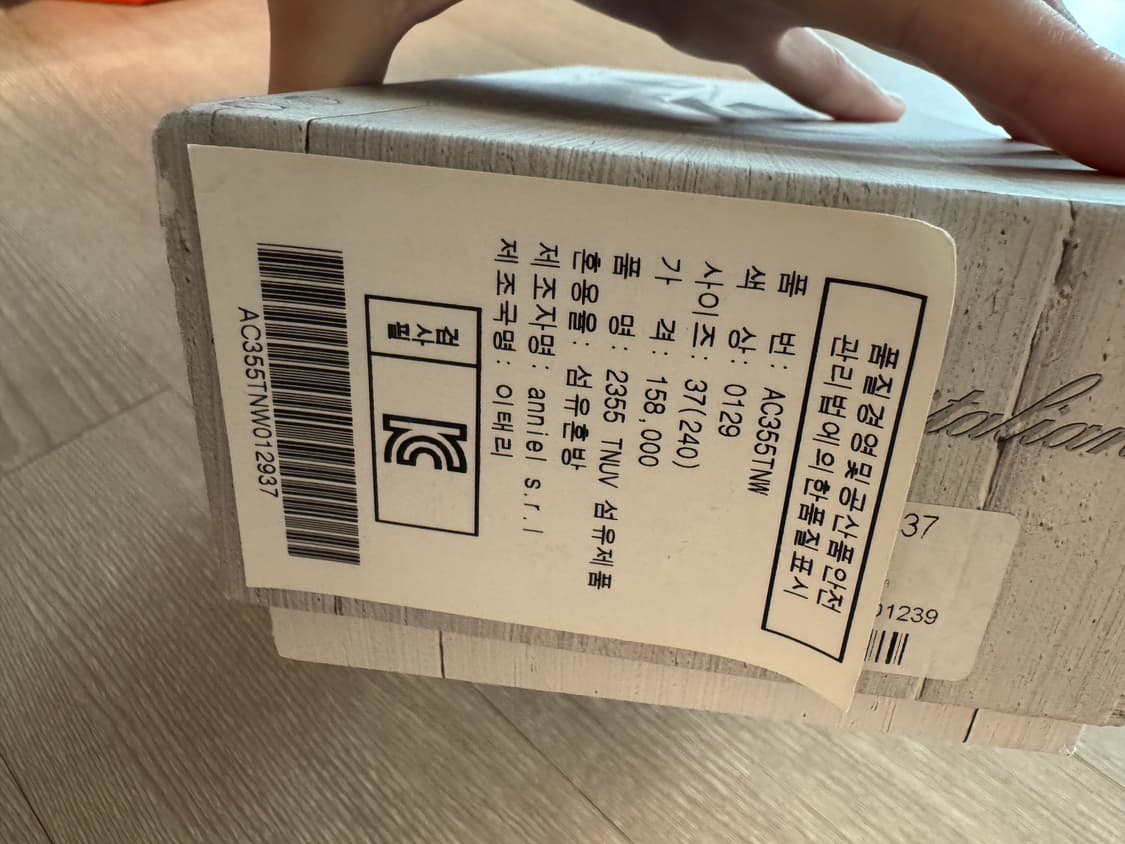 품질경영및공산품안전
관리법에의한품질표시
품 번: AC355TNW
색 상: 0129
사이즈: 37(240)
가 격: 158,000
품 명: 2355 TNUV 섬유제품
혼용율: 섬유혼방
제조자명: anniel s.r.l
제조국명: 이태리
검사필
AC355TNW012937
37
01239
italian